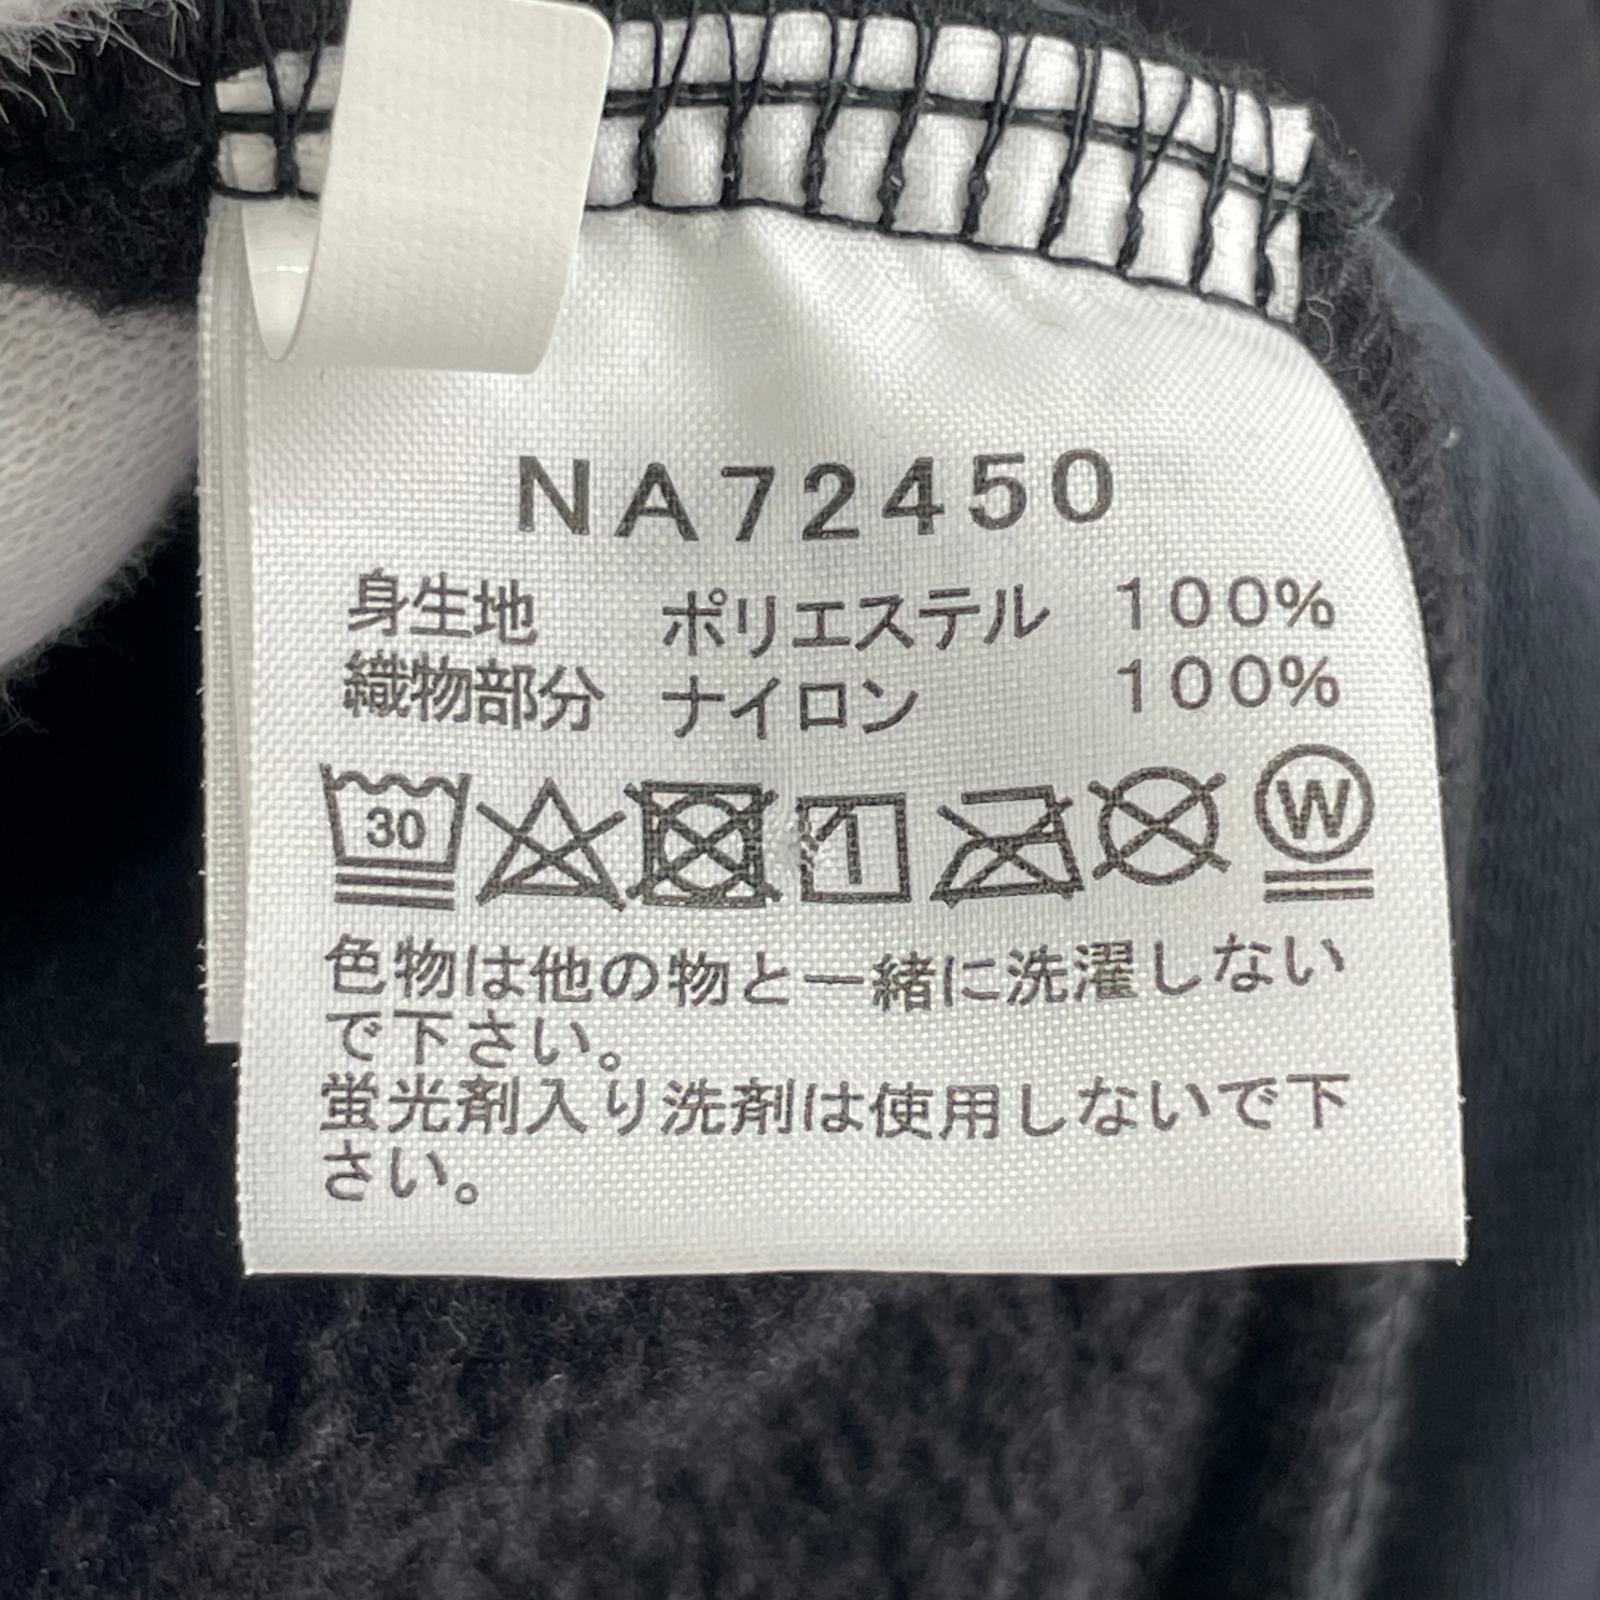 NA72450
身生地 ポリエステル 100%
織物部分 ナイロン 100%
30 W
色物は他の物と一緒に洗濯しない
で下さい。
蛍光剤入り洗剤は使用しないで下
さい。